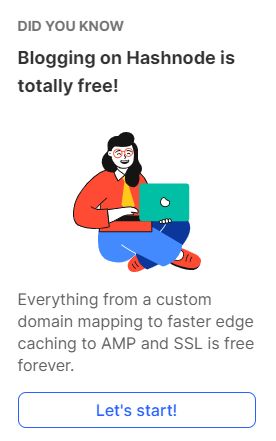 DID YOU KNOW
Blogging on Hashnode is
totally free!
Everything from a custom
domain mapping to faster edge
caching to AMP and SSL is free
forever.
Let's start!